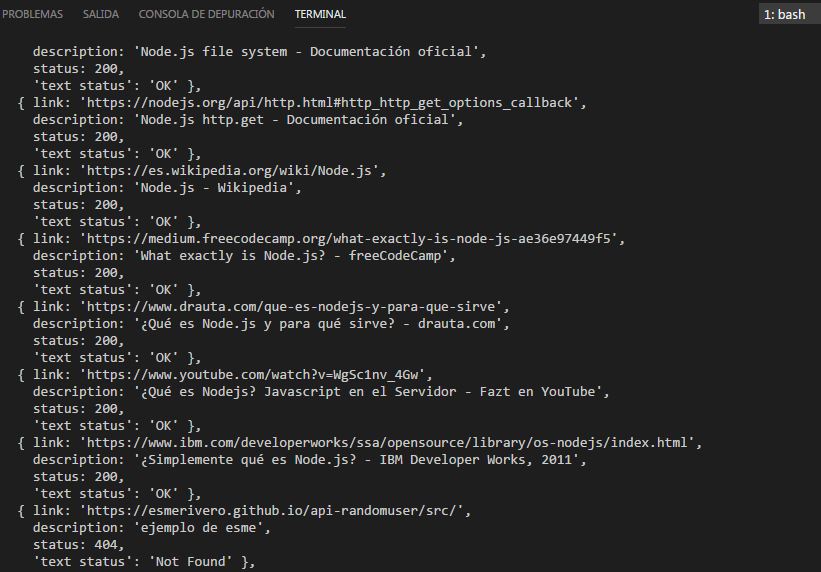 PROBLEMAS SALIDA CONSOLA DE DEPURACIÓN TERMINAL 1: bash
description: 'Node.js file system - Documentación oficial',
status: 200,
'text status': 'OK' },
{ link: 'https://nodejs.org/api/http.html#http_http_get_options_callback',
description: 'Node.js http.get - Documentación oficial',
status: 200,
'text status': 'OK' },
{ link: 'https://es.wikipedia.org/wiki/Node.js',
description: 'Node.js - Wikipedia',
status: 200,
'text status': 'OK' },
{ link: 'https://medium.freecodecamp.org/what-exactly-is-node-js-ae36e97449f5',
description: 'What exactly is Node.js? - freeCodeCamp',
status: 200,
'text status': 'OK' },
{ link: 'https://www.drauta.com/que-es-nodejs-y-para-que-sirve',
description: '¿Qué es Node.js y para qué sirve? - drauta.com',
status: 200,
'text status': 'OK' },
{ link: 'https://www.youtube.com/watch?v=WgSc1nv_4Gw',
description: '¿Qué es Nodejs? Javascript en el Servidor - Fazt en YouTube',
status: 200,
'text status': 'OK' },
{ link: 'https://www.ibm.com/developerworks/ssa/opensource/library/os-nodejs/index.html',
description: '¿Simplemente qué es Node.js? - IBM Developer Works, 2011',
status: 200,
'text status': 'OK' },
{ link: 'https://esmerivero.github.io/api-randomuser/src/',
description: 'ejemplo de esme',
status: 404,
'text status': 'Not Found' },